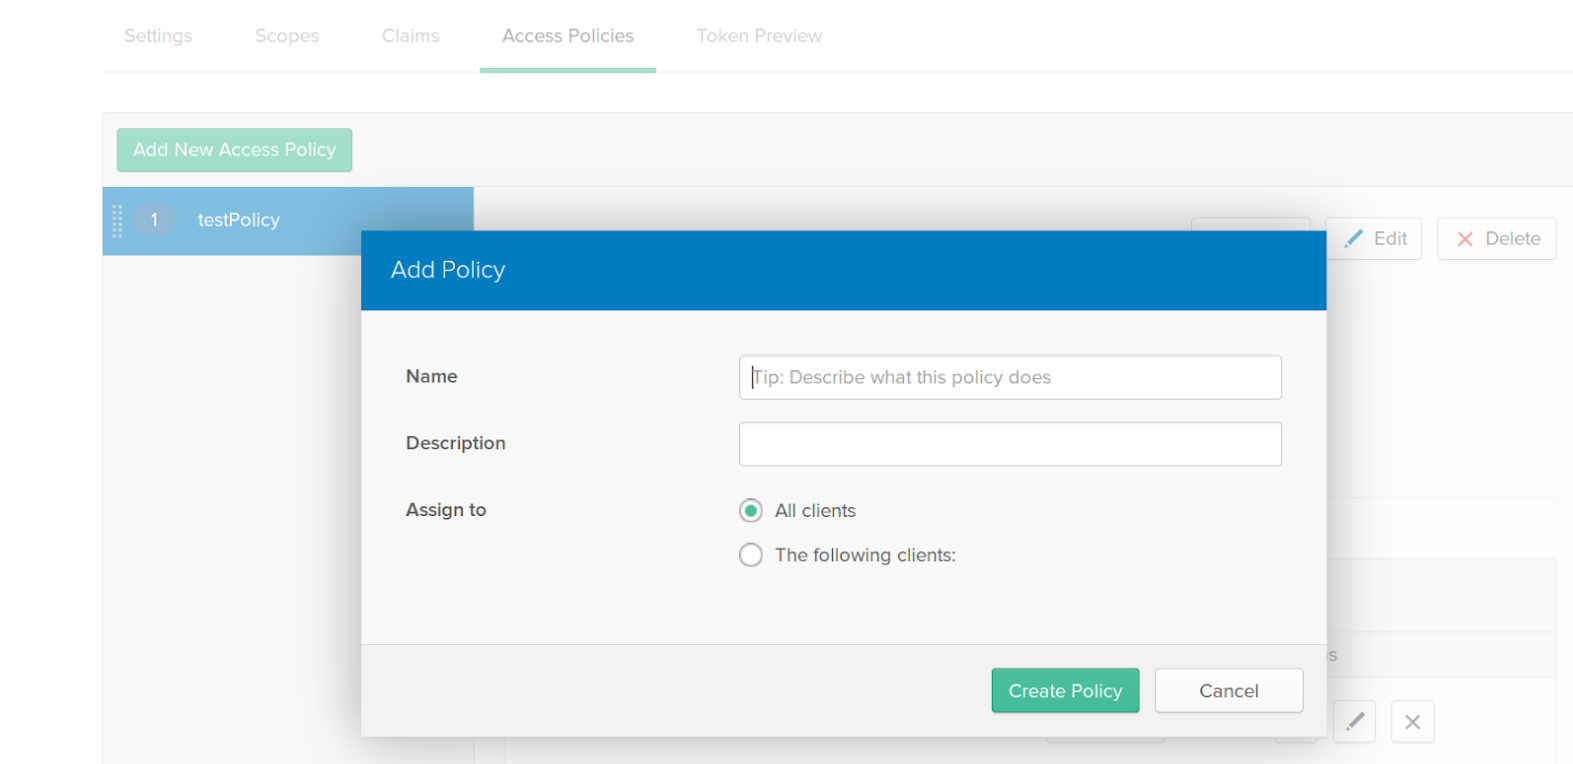 Settings Scopes Claims Access Policies Token Preview
Add New Access Policy
1 testPolicy
Edit Delete
Add Policy
Name Tip: Describe what this policy does
Description
Assign to All clients
The following clients:
s
Create Policy Cancel